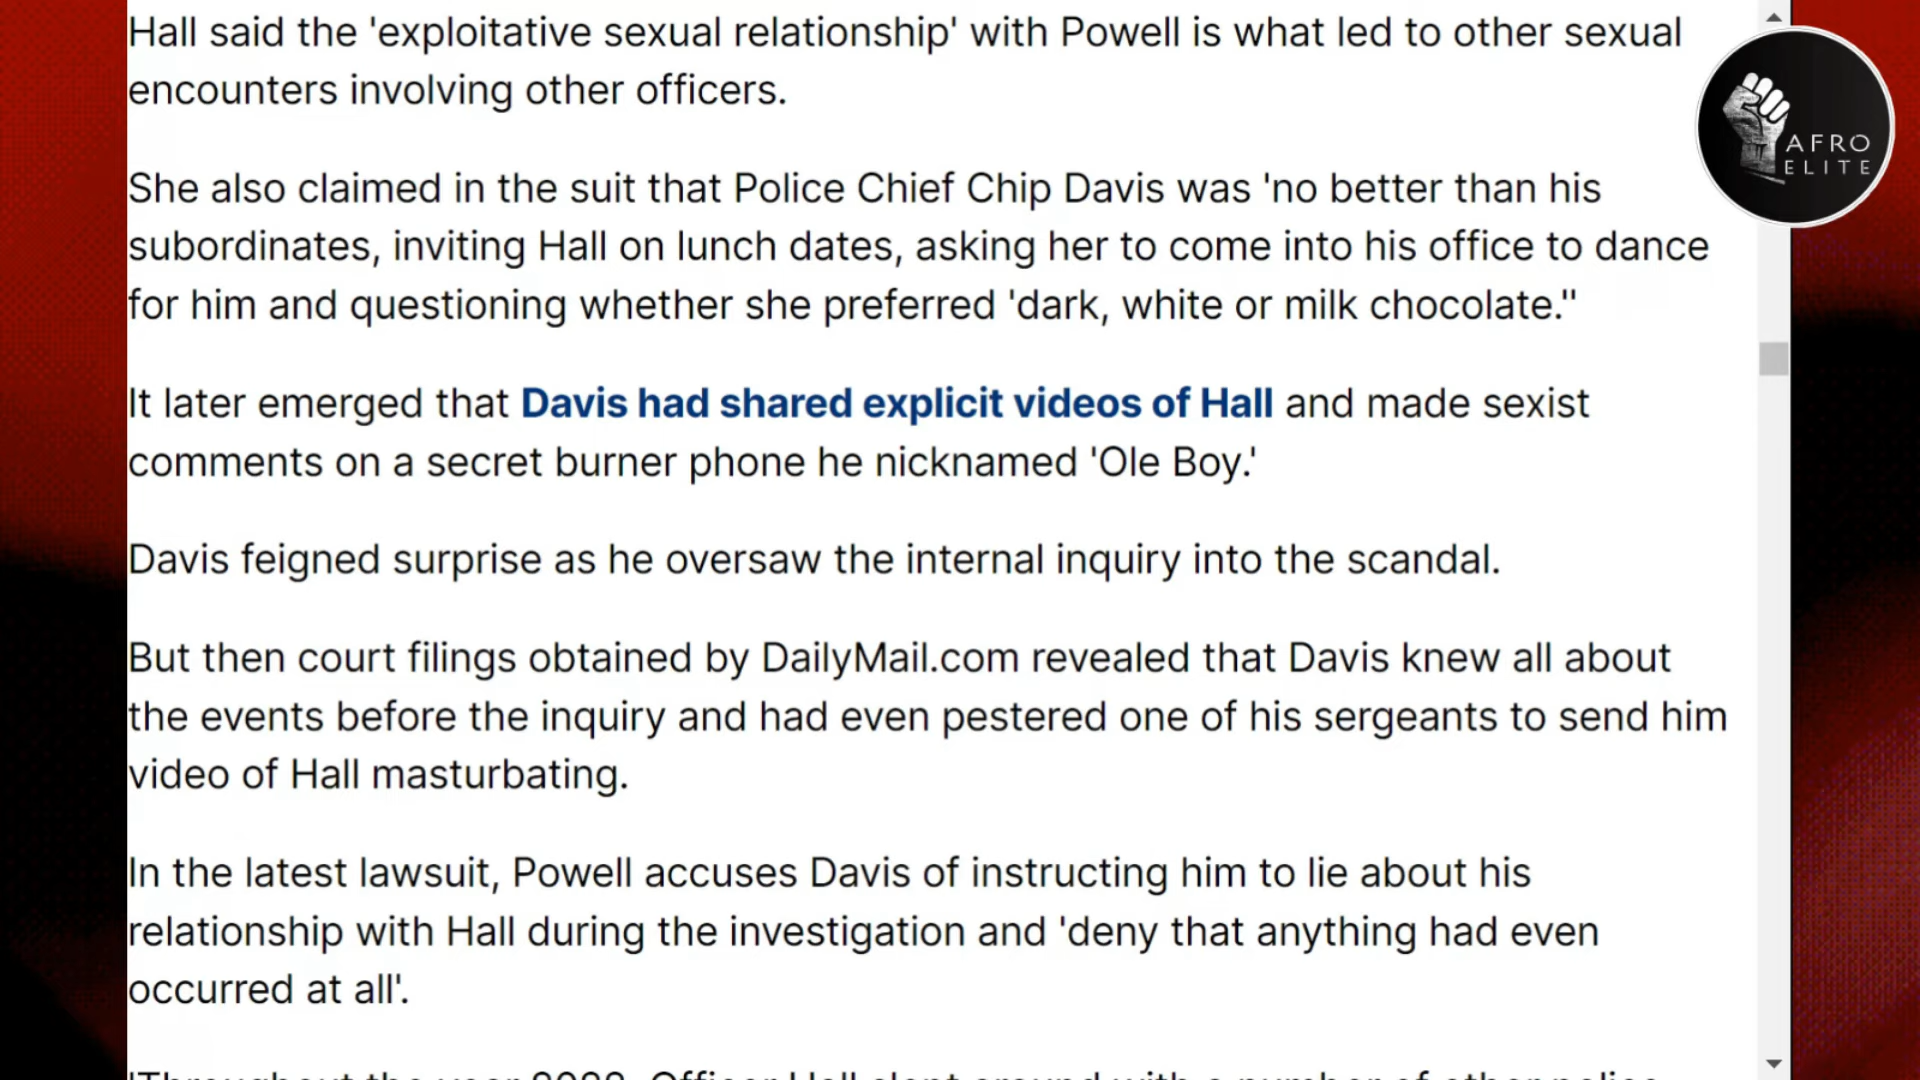 Hall said the 'exploitative sexual relationship' with Powell is what led to other sexual
encounters involving other officers.
AFRO
ELITE
She also claimed in the suit that Police Chief Chip Davis was 'no better than his
subordinates, inviting Hall on lunch dates, asking her to come into his office to dance
for him and questioning whether she preferred 'dark, white or milk chocolate."
It later emerged that Davis had shared explicit videos of Hall and made sexist
comments on a secret burner phone he nicknamed 'Ole Boy.'
Davis feigned surprise as he oversaw the internal inquiry into the scandal.
But then court filings obtained by DailyMail.com revealed that Davis knew all about
the events before the inquiry and had even pestered one of his sergeants to send him
video of Hall masturbating.
In the latest lawsuit, Powell accuses Davis of instructing him to lie about his
relationship with Hall during the investigation and 'deny that anything had even
occurred at all'.